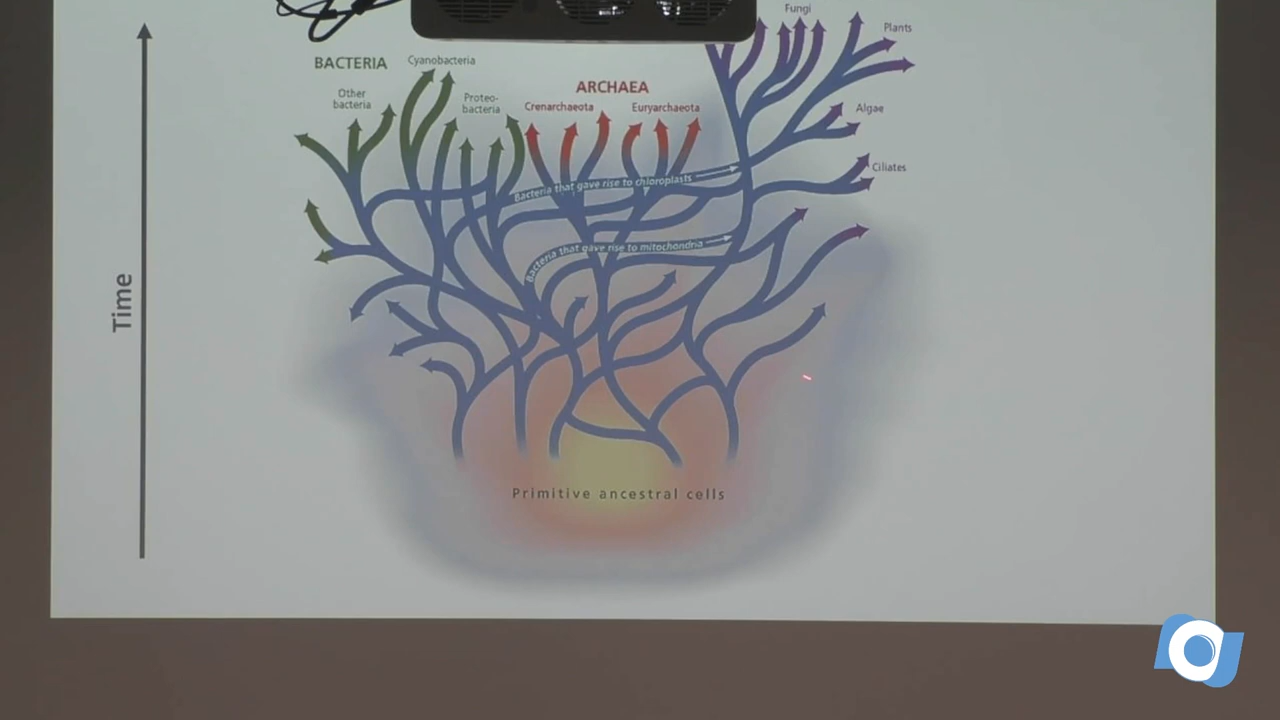 Fungi
Plants
BACTERIA
Cyanobacteria
Other
bacteria
Proteo-
bacteria
ARCHAEA
Crenarchaeota
Euryarchaeota
Algae
Ciliates
Bacteria that gave rise to chloroplasts
Bacteria that gave rise to mitochondria
Time
Primitive ancestral cells